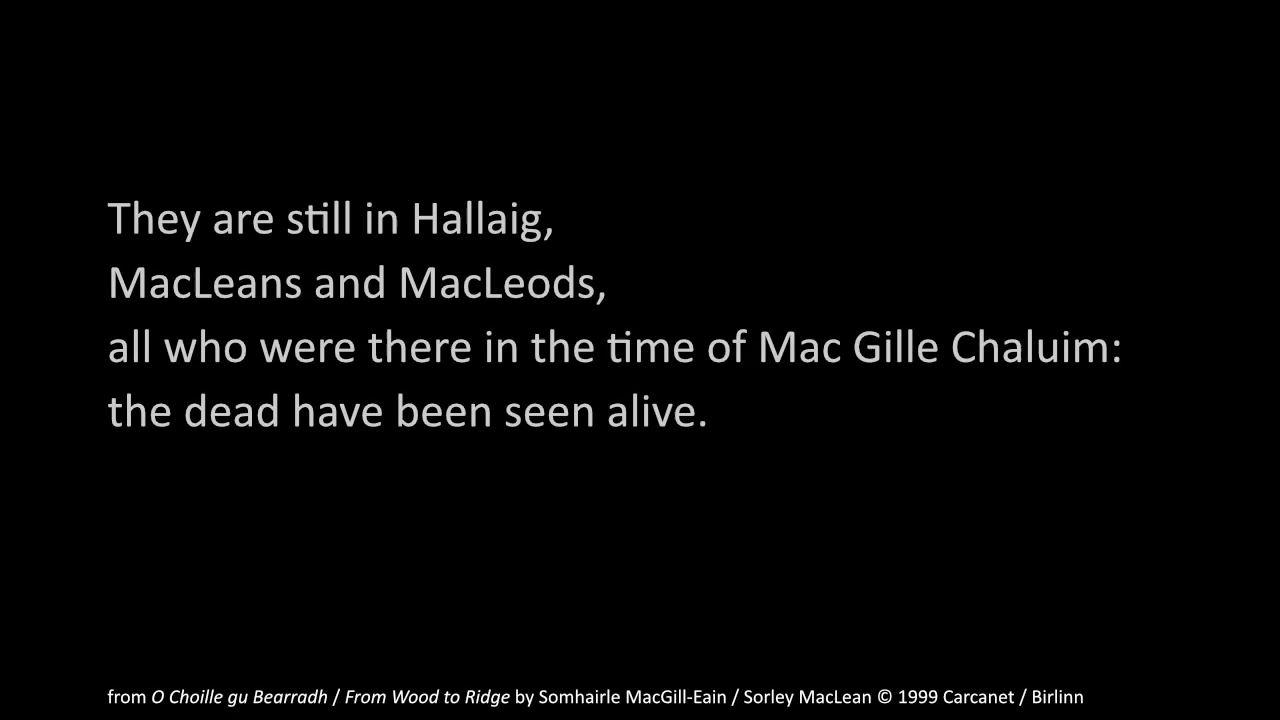 They are still in Hallaig,
MacLeans and MacLeods,
all who were there in the time of Mac Gille Chaluim:
the dead have been seen alive.
from O Choille gu Bearradh / From Wood to Ridge by Somhairle MacGill-Eain / Sorley MacLean © 1999 Carcanet / Birlinn